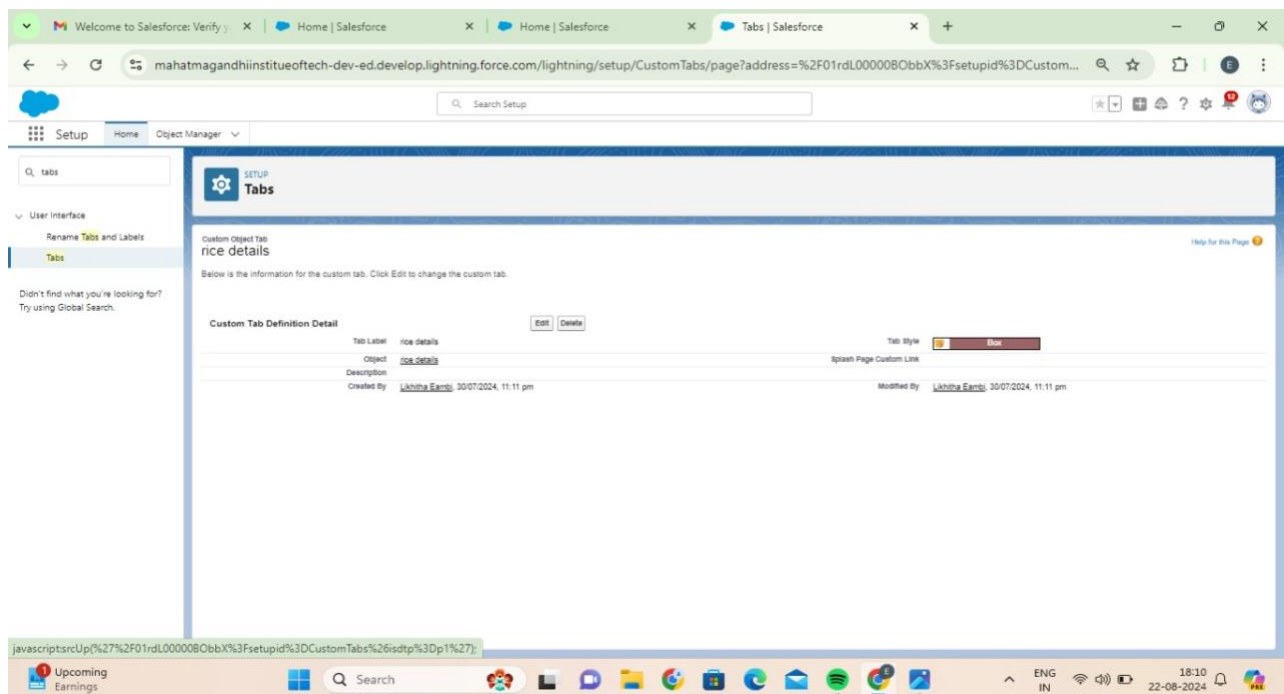 Welcome to Salesforce: Verify y
Home | Salesforce
Home | Salesforce
Tabs | Salesforce
mahatmagandhiinstitueoftech-dev-ed.develop.lightning.force.com/lightning/setup/CustomTabs/page?address=%2F01rdL00000BObbX%3Fsetupid%3DCustom...
E
Search Setup
12
Setup
Home
Object Manager
tabs
SETUP
Tabs
User Interface
Rename Tabs and Labels
Tabs
Didn't find what you're looking for?
Try using Global Search.
Custom Object Tab
rice details
Help for this Page
Below is the information for the custom tab. Click Edit to change the custom tab.
Custom Tab Definition Detail
Edit
Delete
Tab Label rice details
Tab Style Box
Object rice details
Splash Page Custom Link
Description
Created By Likhitha Eambi, 30/07/2024, 11:11 pm
Modified By Likhitha Eambi, 30/07/2024, 11:11 pm
javascript:srcUp(%27%2F01rdL00000BObbX%3Fsetupid%3DCustomTabs%26isdtp%3Dp1%27);
1
Upcoming
Earnings
Search
ENG
IN
18:10
22-08-2024
PRE